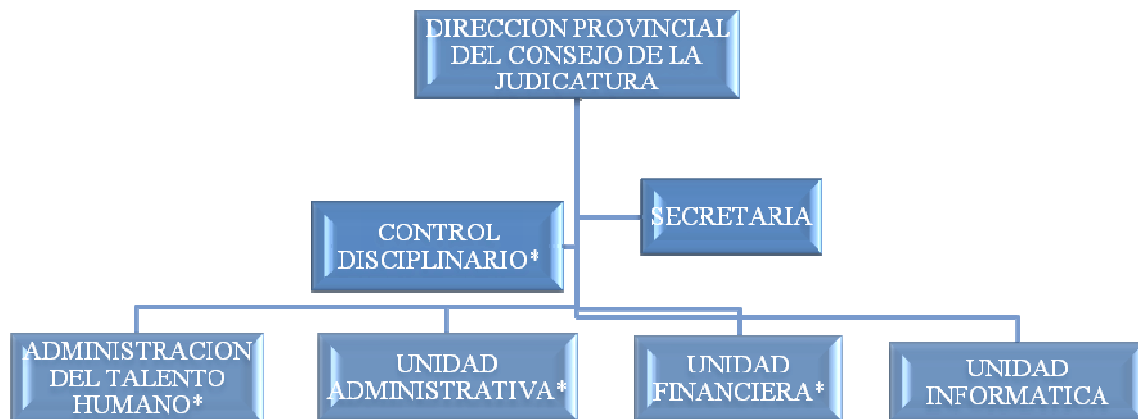 DIRECCION PROVINCIAL
DEL CONSEJO DE LA
JUDICATURA
SECRETARIA
CONTROL
DISCIPLINARIO*
ADMINISTRACION
DEL TALENTO
HUMANO*
UNIDAD
ADMINISTRATIVA*
UNIDAD
FINANCIERA*
UNIDAD
INFORMATICA